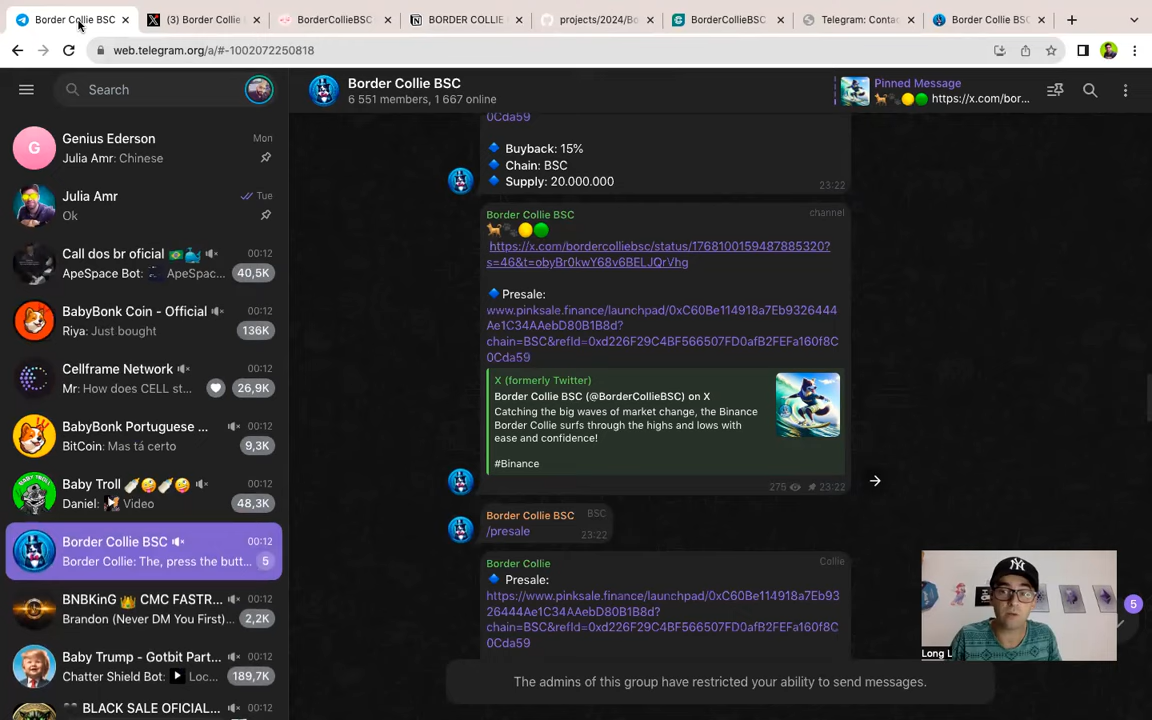 Border Collie BSC
(3) Border Collie
BorderCollieBSC
BORDER COLLIE
projects/2024/Bo
BorderCollieBSC
Telegram: Contac
Border Collie BSC
web.telegram.org/a/#-1002072250818
Search
Genius Ederson
Mon
Julia Amr: Chinese
Julia Amr
Tue
Ok
Call dos br oficial
00:12
ApeSpace Bot: ApeSpac...
40,5K
BabyBonk Coin - Official
00:12
Riya: Just bought
136K
Cellframe Network
00:12
Mr: How does CELL st...
26,9K
BabyBonk Portuguese ...
00:12
BitCoin: Mas tá certo
9,3K
Baby Troll 🍼🤪🍼🤪
00:12
Daniel: Video
48,3K
Border Collie BSC
00:12
Border Collie: The, press the butt...
5
BNBKinG 👑 CMC FASTR...
00:12
Brandon (Never DM You First)...
2,2K
Baby Trump - Gotbit Part...
00:12
Chatter Shield Bot: Loc...
189,7K
BLACK SALE OFICIAL...
00:12
Border Collie BSC
6 551 members, 1 667 online
Pinned Message
🐕🐾🟡🟢 https://x.com/bor...
0Cda59
🔹 Buyback: 15%
🔹 Chain: BSC
🔹 Supply: 20.000.000
23:22
Border Collie BSC
channel
🐕🐾🟡🟢
https://x.com/bordercolliebsc/status/1768100159487885320?
s=46&t=obyBr0kwY68v6BELJQrVhg
🔹Presale:
www.pinksale.finance/launchpad/0xC60Be114918a7Eb9326444
Ae1C34AAebD80B1B8d?
chain=BSC&refId=0xd226F29C4BF566507FD0afB2FEFa160f8C
0Cda59
X (formerly Twitter)
Border Collie BSC (@BorderCollieBSC) on X
Catching the big waves of market change, the Binance
Border Collie surfs through the highs and lows with
ease and confidence!
#Binance
275
23:22
Border Collie BSC
BSC
/presale
23:22
Border Collie
Collie
🔹 Presale:
https://www.pinksale.finance/launchpad/0xC60Be114918a7Eb93
26444Ae1C34AAebD80B1B8d?
chain=BSC&refId=0xd226F29C4BF566507FD0afB2FEFa160f8C
0Cda59
The admins of this group have restricted your ability to send messages.
5
Long L